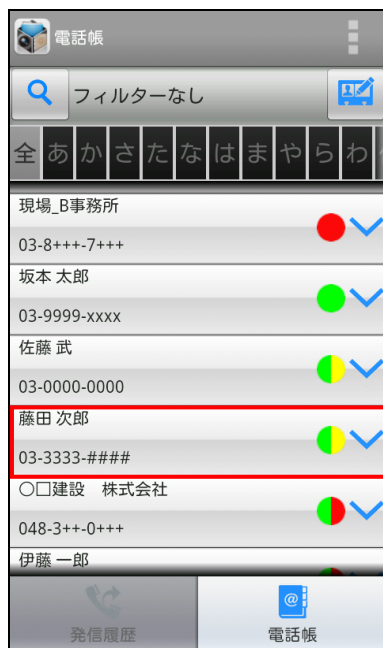 電話帳
フィルターなし
全 あ か さ た な は ま や ら わ
現場_B事務所
03-8+++-7+++
坂本 太郎
03-9999-xxxx
佐藤 武
03-0000-0000
藤田 次郎
03-3333-####
〇□建設　株式会社
048-3++-0+++
伊藤 一郎
発信履歴
@
電話帳